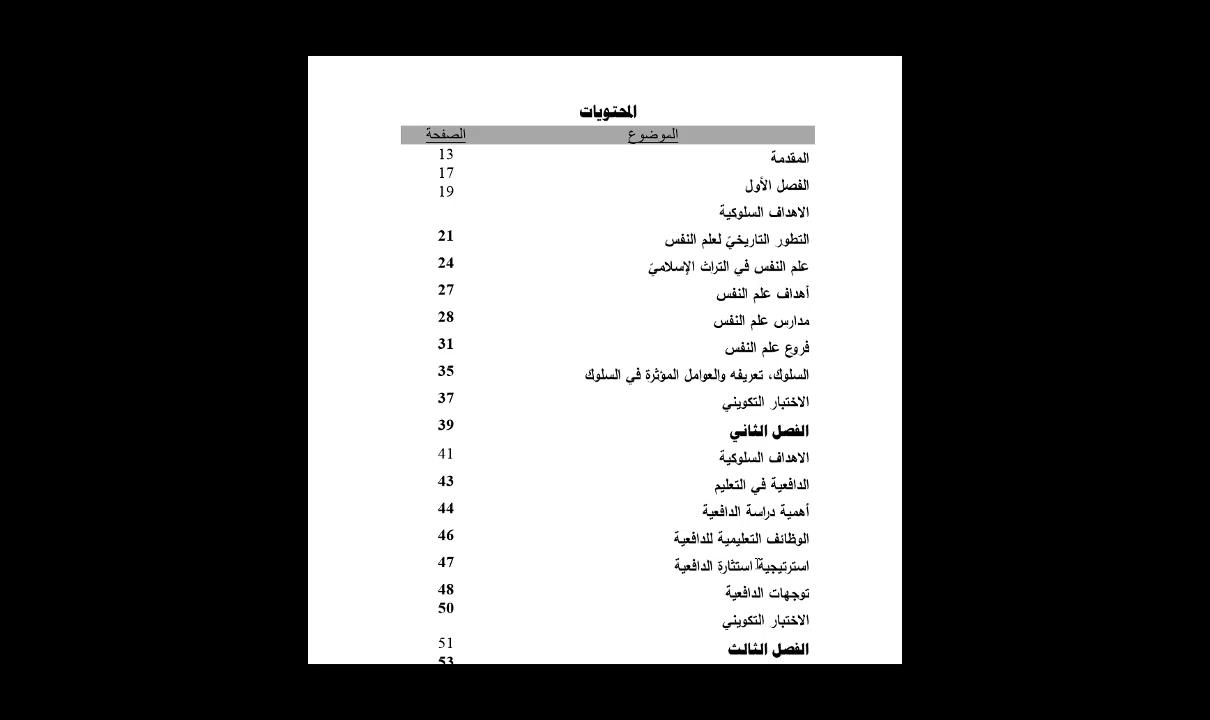 المحتويات
الموضوع الصفحة
المقدمة 13
الفصل الأول 17
الاهداف السلوكية 19
التطور التاريخيّ لعلم النفس 21
علم النفس في التراث الإسلاميّ 24
أهداف علم النفس 27
مدارس علم النفس 28
فروع علم النفس 31
السلوك، تعريفه والعوامل المؤثرة في السلوك 35
الاختبار التكويني 37
الفصل الثاني 39
الاهداف السلوكية 41
الدافعية في التعليم 43
أهمية دراسة الدافعية 44
الوظائف التعليمية للدافعية 46
استرتيجية استثارة الدافعية 47
توجهات الدافعية 48
الاختبار التكويني 50
الفصل الثالث 51
53